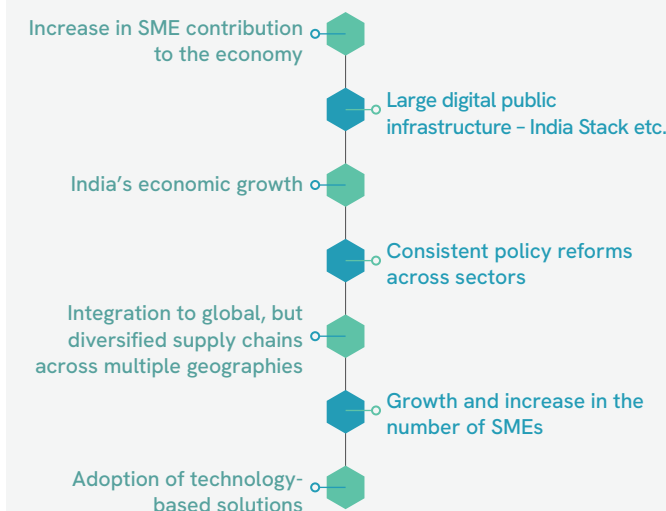 Increase in SME contribution
to the economy
Large digital public
infrastructure – India Stack etc.
India’s economic growth
Consistent policy reforms
across sectors
Integration to global, but
diversified supply chains
across multiple geographies
Growth and increase in the
number of SMEs
Adoption of technology-
based solutions